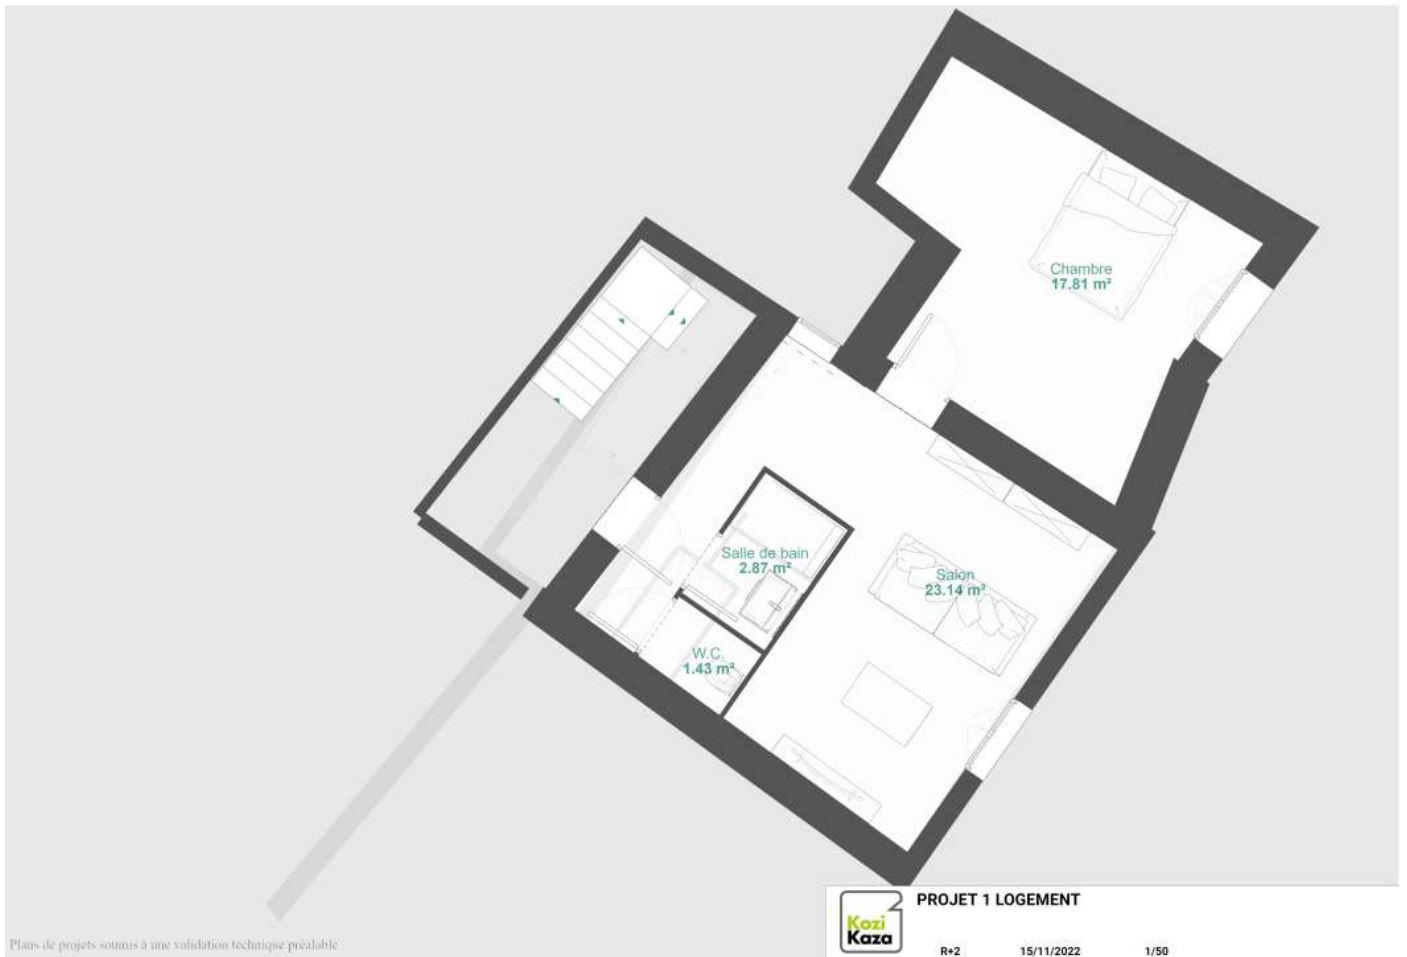 Chambre
17.81 m²
Salle de bain
2.87 m²
Salon
23.14 m²
W.C.
1.43 m²
Kozi
Kaza
PROJET 1 LOGEMENT
R+2 15/11/2022 1/50
Plans de projets soumis à une validation technique préalable